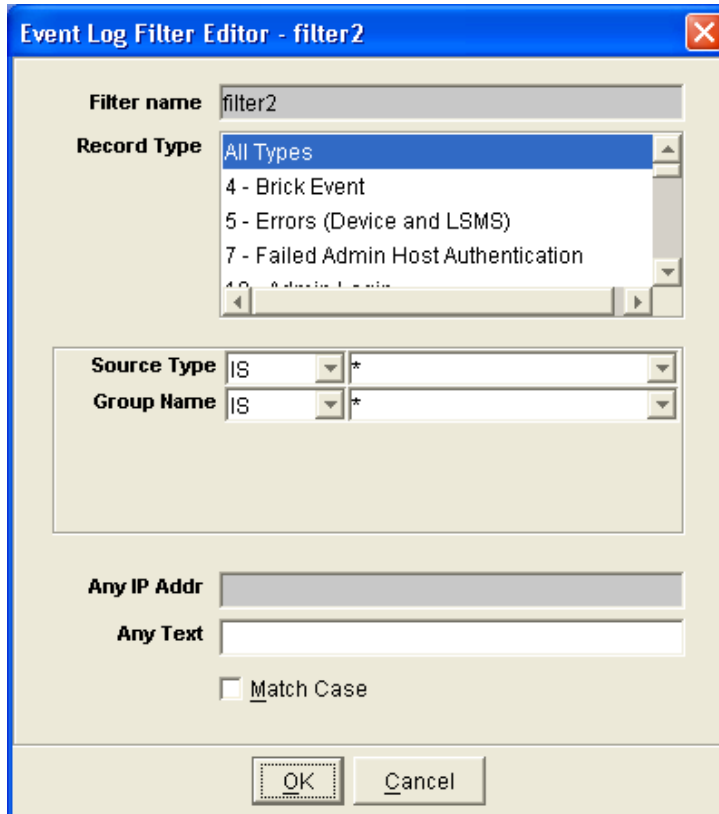 Event Log Filter Editor - filter2
Filter name filter2
Record Type All Types
4 - Brick Event
5 - Errors (Device and LSMS)
7 - Failed Admin Host Authentication
Admin Login
Source Type IS *
Group Name IS *
Any IP Addr
Any Text
Match Case
OK Cancel